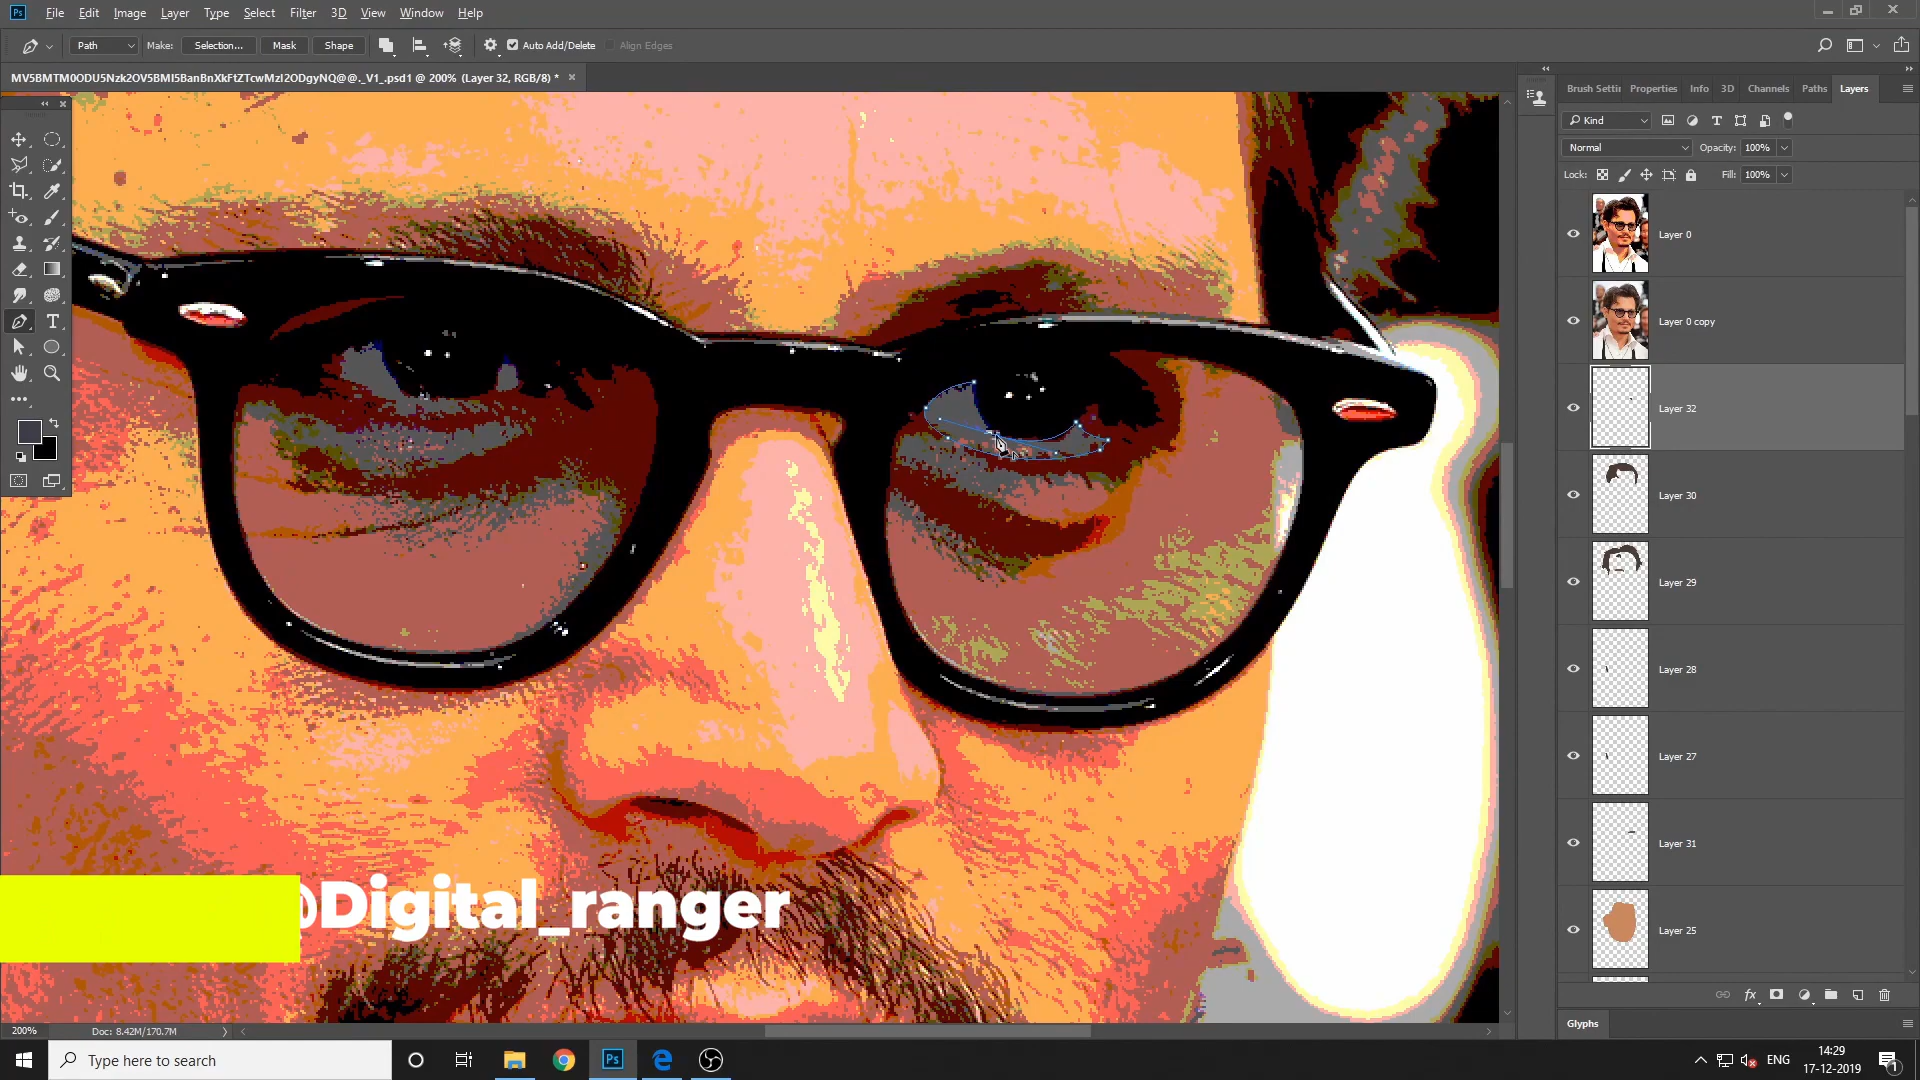 Ps File Edit Image Layer Type Select Filter 3D View Window Help
Path Make: Selection... Mask Shape Auto Add/Delete Align Edges
MV5BMTM0ODU5Nzk2OV5BMl5BanBnXkFtZTcwMzI2ODgyNQ@@._V1_.psd1 @ 200% (Layer 32, RGB/8) *
Brush Settin Properties Info 3D Channels Paths Layers
Kind
Normal Opacity: 100%
Lock: Fill: 100%
Layer 0
Layer 0 copy
Layer 32
Layer 30
Layer 29
Layer 28
Layer 27
Layer 31
Layer 25
@Digital_ranger
Glyphs
200% Doc: 8.42M/170.7M
Type here to search
Ps
ENG
14:29
17-12-2019
1